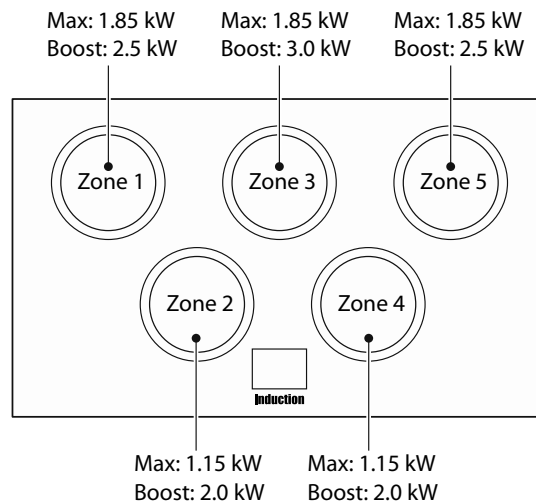 Max: 1.85 kW
Boost: 2.5 kW
Max: 1.85 kW
Boost: 3.0 kW
Max: 1.85 kW
Boost: 2.5 kW
Zone 1
Zone 3
Zone 5
Zone 2
Zone 4
Induction
Max: 1.15 kW
Boost: 2.0 kW
Max: 1.15 kW
Boost: 2.0 kW